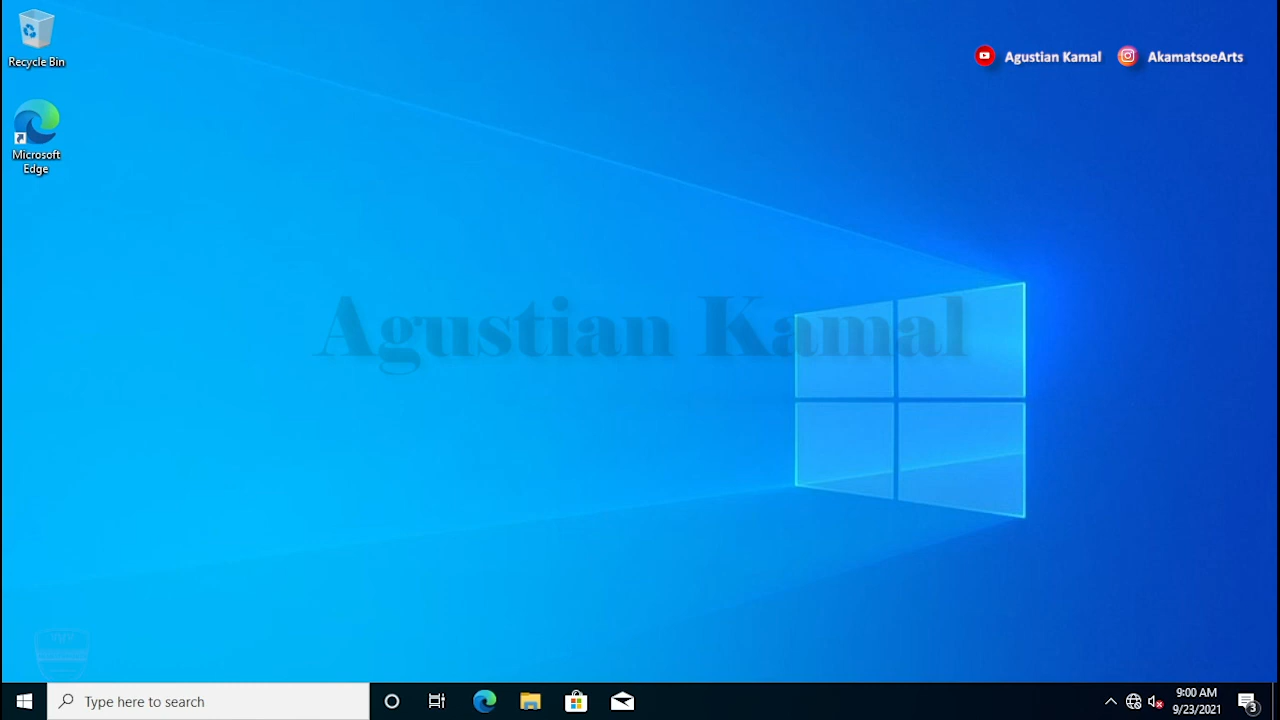 Recycle Bin
Agustian Kamal
AkamatsoeArts
Microsoft
Edge
Agustian Kamal
Type here to search
9:00 AM
9/23/2021
3